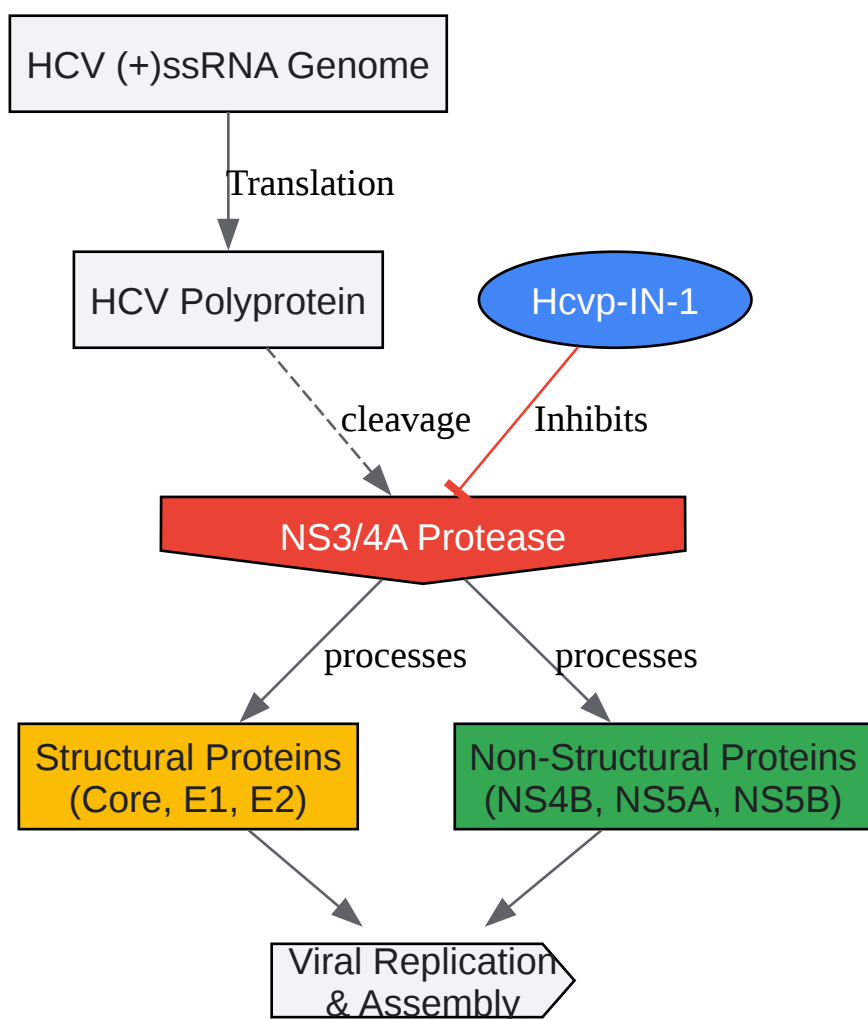 HCV (+)ssRNA Genome
Translation
HCV Polyprotein
Hcvp-IN-1
cleavage
Inhibits
NS3/4A Protease
processes
processes
Structural Proteins
(Core, E1, E2)
Non-Structural Proteins
(NS4B, NS5A, NS5B)
Viral Replication
& Assembly